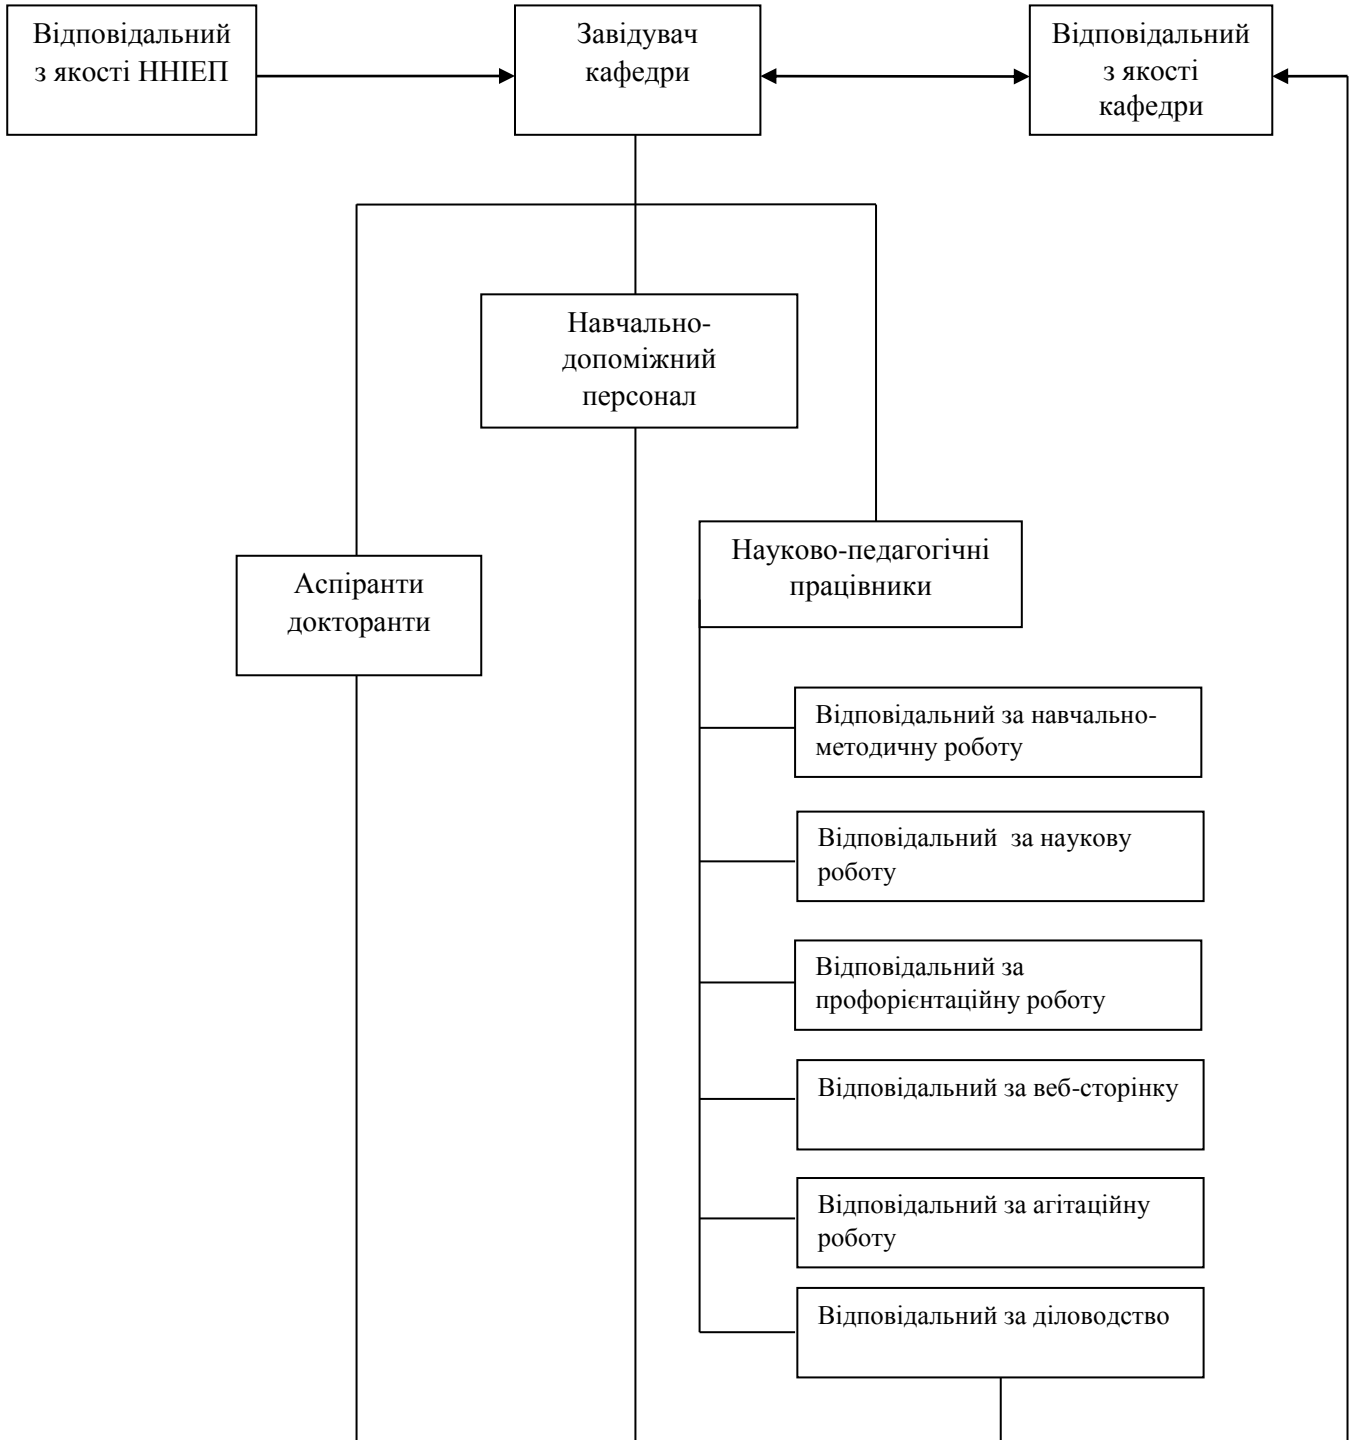 Відповідальний
з якості ННІЕП
Завідувач
кафедри
Відповідальний
з якості
кафедри
Навчально-
допоміжний
персонал
Науково-педагогічні
працівники
Аспіранти
докторанти
Відповідальний за навчально-
методичну роботу
Відповідальний  за наукову
роботу
Відповідальний за
профорієнтаційну роботу
Відповідальний за веб-сторінку
Відповідальний за агітаційну
роботу
Відповідальний за діловодство